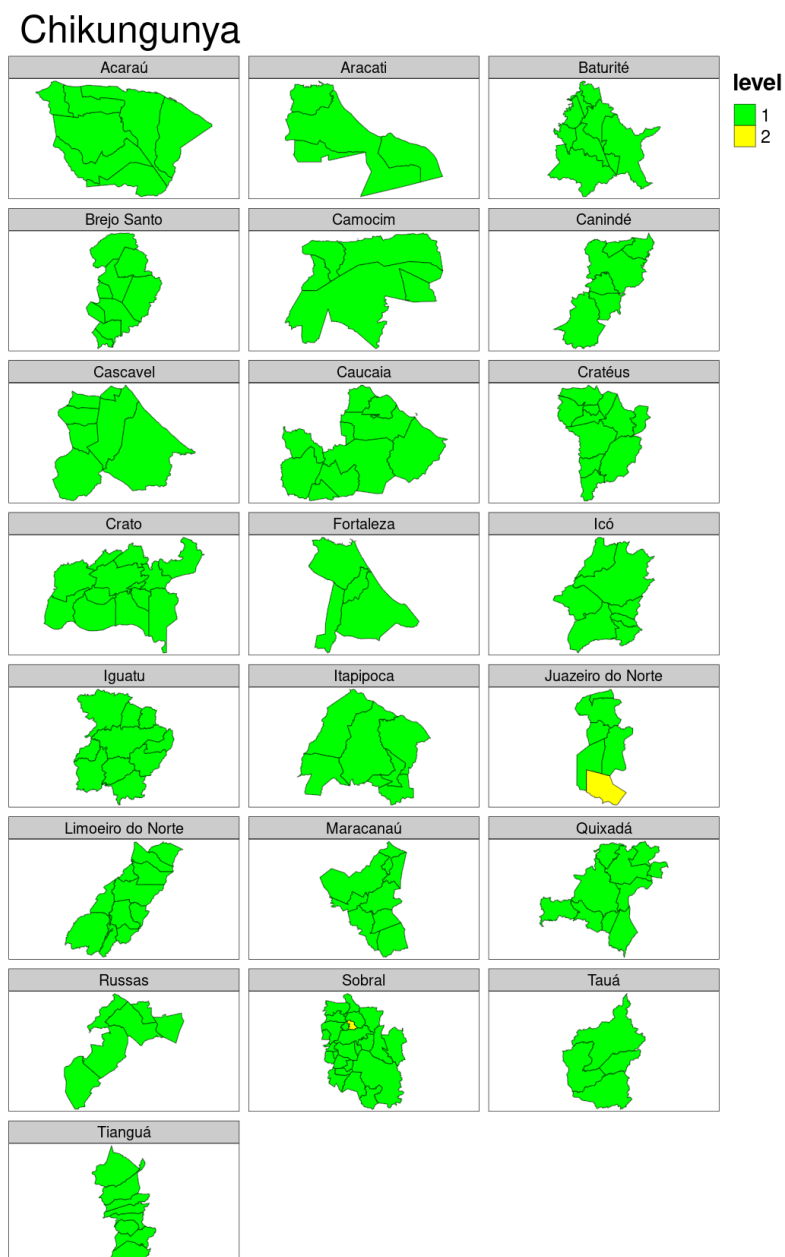 Chikungunya
Acaraú
Aracati
Baturité
level
1
2
Brejo Santo
Camocim
Canindé
Cascavel
Caucaia
Cratéus
Crato
Fortaleza
Icó
Iguatu
Itapipoca
Juazeiro do Norte
Limoeiro do Norte
Maracanaú
Quixadá
Russas
Sobral
Tauá
Tianguá